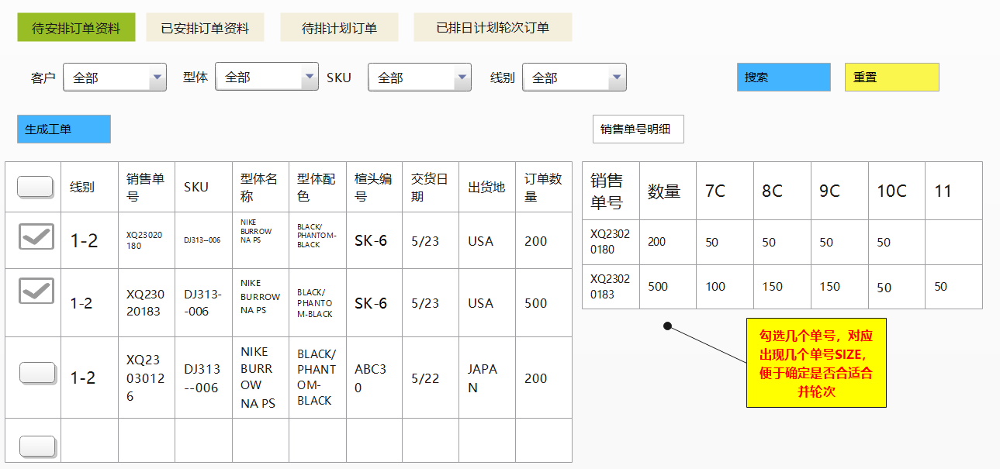 待安排订单资料 已安排订单资料 待排计划订单 已排日计划轮次订单
客户 全部 型体 全部 SKU 全部 线别 全部 搜索 重置
生成工单 销售单号明细
线别 销售单号 SKU 型体名称 型体配色 楦头编号 交货日期 出货地 订单数量
1-2 XQ23020180 DJ313--006 NIKE BURROW NA PS BLACK/PHANTOM-BLACK SK-6 5/23 USA 200
1-2 XQ23020183 DJ313--006 NIKE BURROW NA PS BLACK/PHANTOM-BLACK SK-6 5/23 USA 500
1-2 XQ23030126 DJ313--006 NIKE BURROW NA PS BLACK/PHANTOM-BLACK ABC30 5/22 JAPAN 200
销售单号 数量 7C 8C 9C 10C 11
XQ23020180 200 50 50 50 50
XQ23020183 500 100 150 150 50 50
勾选几个单号，对应
出现几个单号SIZE，
便于确定是否合适合
并轮次